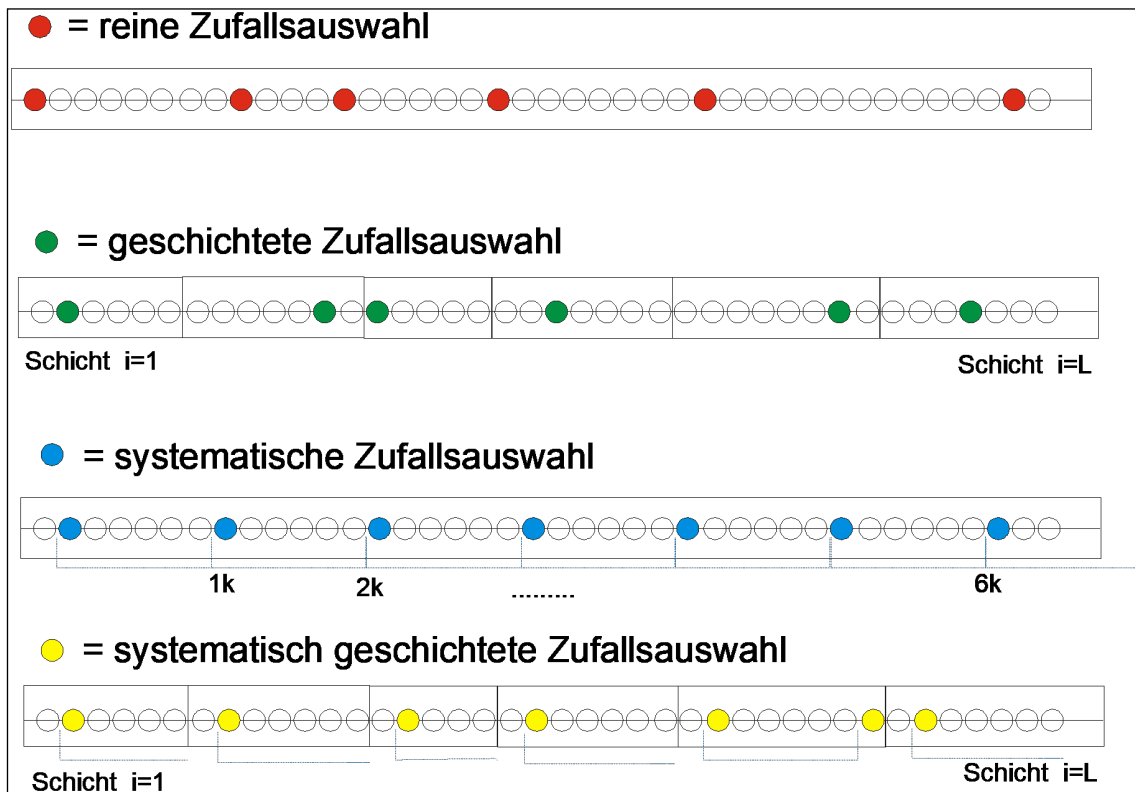 = reine Zufallsauswahl
= geschichtete Zufallsauswahl
Schicht i=1 Schicht i=L
= systematische Zufallsauswahl
1k 2k ......... 6k
= systematisch geschichtete Zufallsauswahl
Schicht i=1 Schicht i=L